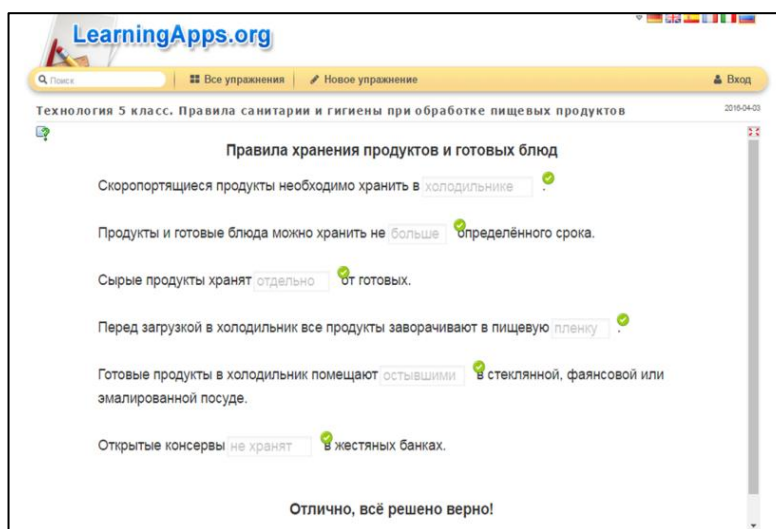 LearningApps.org
Поиск Все упражнения Новое упражнение Вход
Технология 5 класс. Правила санитарии и гигиены при обработке пищевых продуктов 2016-04-03
Правила хранения продуктов и готовых блюд
Скоропортящиеся продукты необходимо хранить в холодильнике .
Продукты и готовые блюда можно хранить не больше определённого срока.
Сырые продукты хранят отдельно от готовых.
Перед загрузкой в холодильник все продукты заворачивают в пищевую пленку .
Готовые продукты в холодильник помещают остывшими в стеклянной, фаянсовой или
эмалированной посуде.
Открытые консервы не хранят в жестяных банках.
Отлично, всё решено верно!